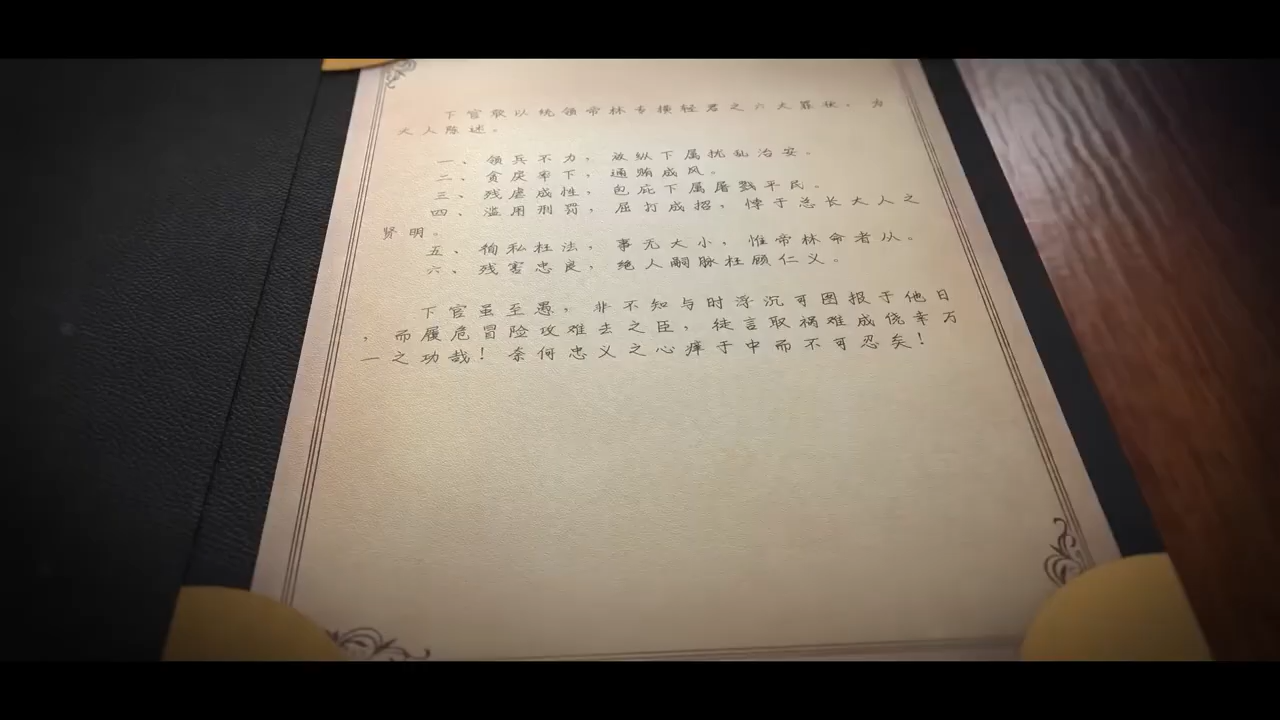 下官敢以统领帝林专横轻君之六大罪状，为
大人陈述。
一、领兵不力，放纵下属扰乱治安。
二、贪戾率下，通贿成风。
三、残虐成性，包庇下属屠戮平民。
四、滥用刑罚，屈打成招，悖于总长大人之
贤明。
五、徇私枉法，事无大小，惟帝林命者从。
六、残害忠良，绝人嗣脉枉顾仁义。
下官虽至愚，非不知与时浮沉可图报于他日
，而履危冒险攻难去之臣，徒言取祸难成侥幸万
一之功哉！奈何忠义之心痒于中而不可忍矣！